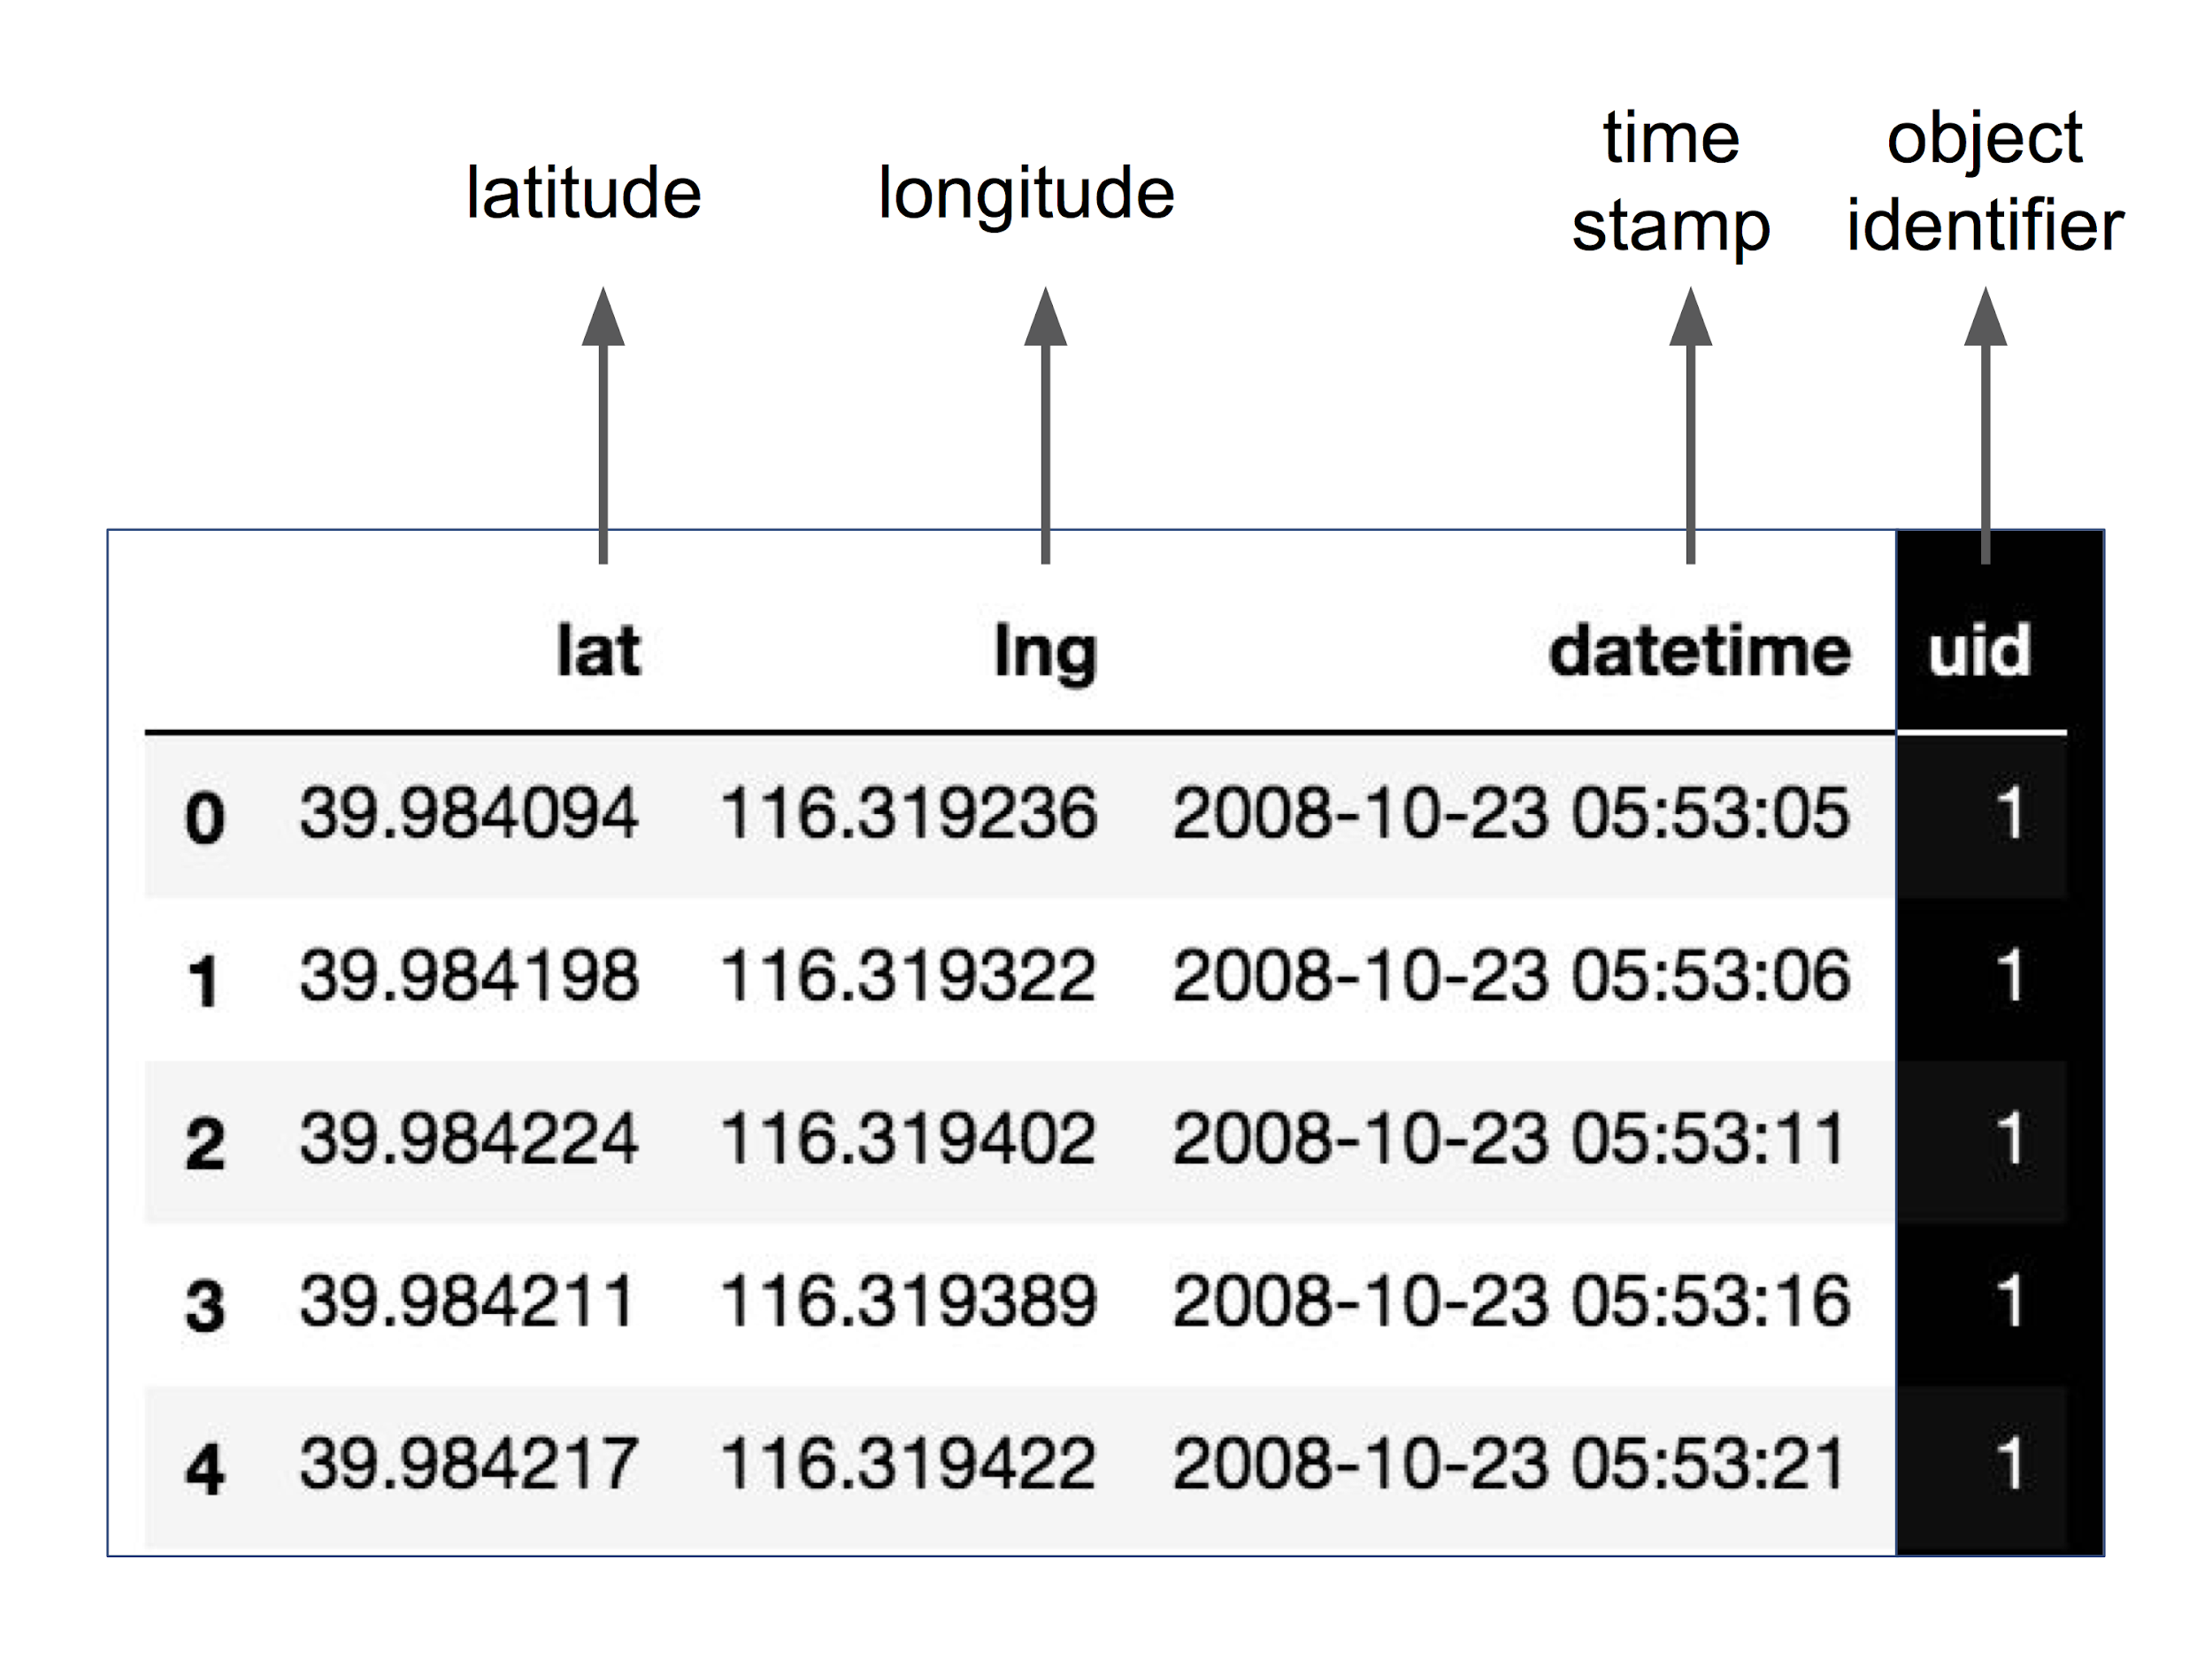 latitude longitude time stamp object identifier
lat lng datetime uid
0 39.984094 116.319236 2008-10-23 05:53:05 1
1 39.984198 116.319322 2008-10-23 05:53:06 1
2 39.984224 116.319402 2008-10-23 05:53:11 1
3 39.984211 116.319389 2008-10-23 05:53:16 1
4 39.984217 116.319422 2008-10-23 05:53:21 1